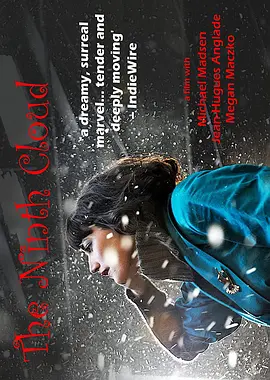 The Ninth Cloud
a dreamy, surreal
marvel... tender and
deeply moving
– IndieWire
a film with
Michael Madsen
Jean-Hugues Anglade
Megan Maczko